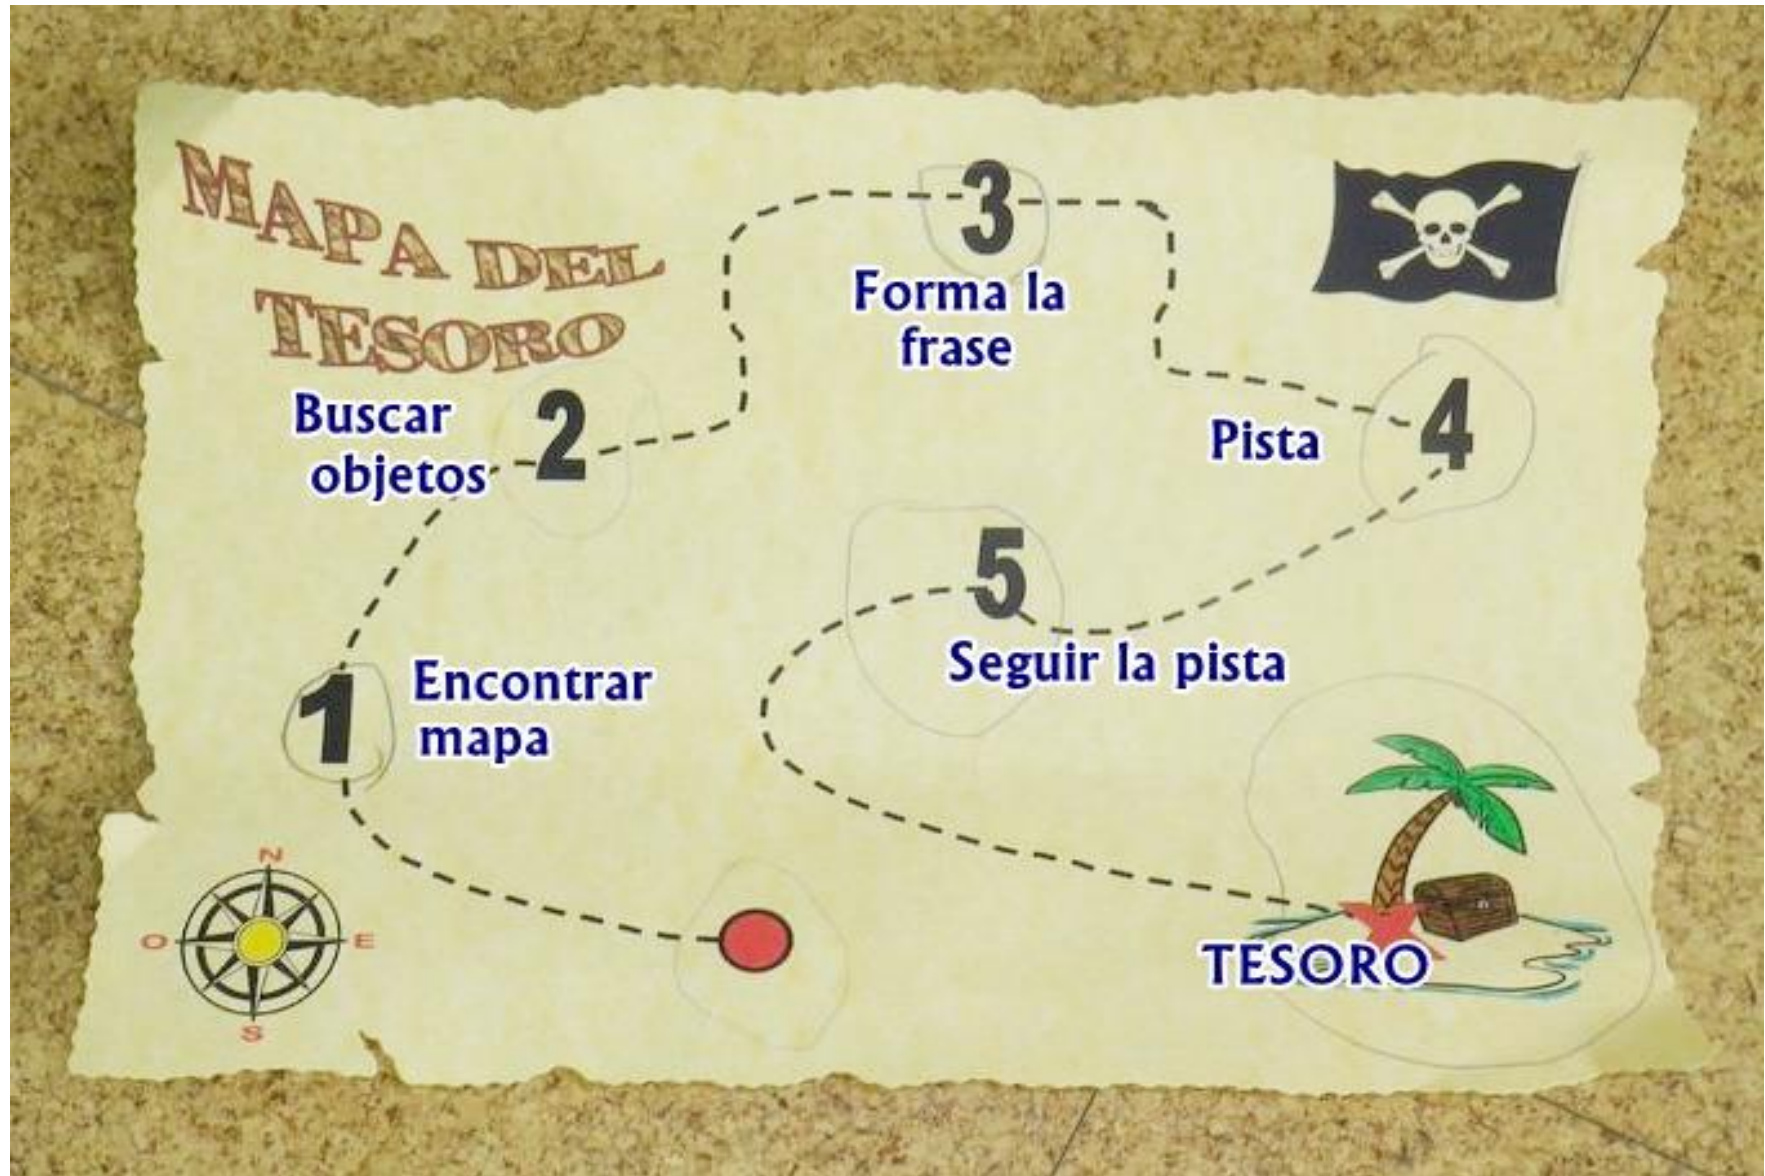 MAPA DEL
TESORO
3
Forma la
frase
Buscar
objetos
2
Pista
4
5
Seguir la pista
1
Encontrar
mapa
N
O
E
S
TESORO